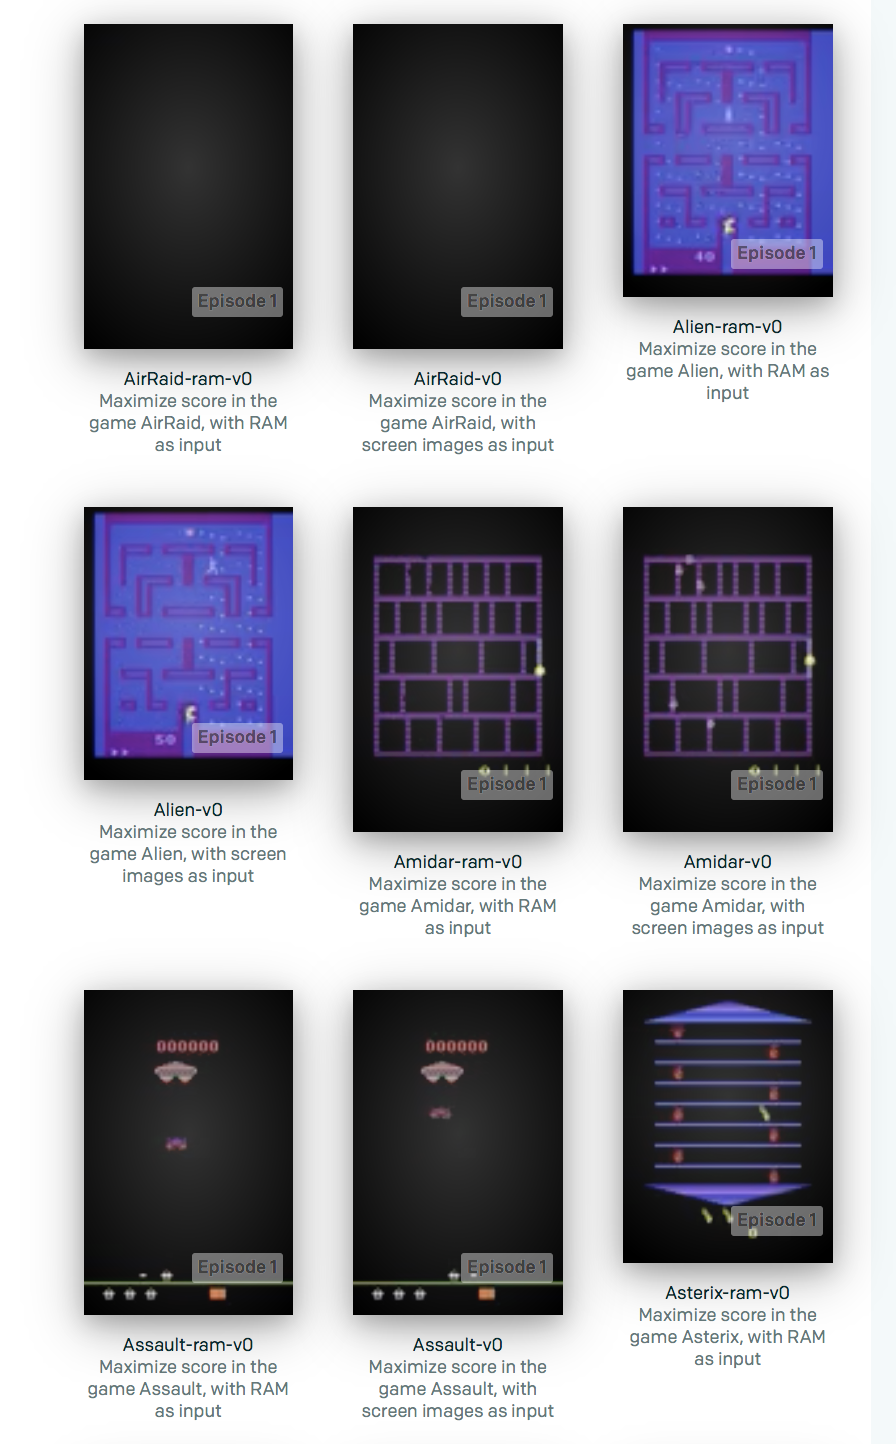 Episode 1
Episode 1
40
Episode 1
AirRaid-ram-v0
Maximize score in the
game AirRaid, with RAM
as input
AirRaid-v0
Maximize score in the
game AirRaid, with
screen images as input
Alien-ram-v0
Maximize score in the
game Alien, with RAM as
input
50
Episode 1
Episode 1
Episode 1
Alien-v0
Maximize score in the
game Alien, with screen
images as input
Amidar-ram-v0
Maximize score in the
game Amidar, with RAM
as input
Amidar-v0
Maximize score in the
game Amidar, with
screen images as input
000000
Episode 1
000000
Episode 1
Episode 1
Assault-ram-v0
Maximize score in the
game Assault, with RAM
as input
Assault-v0
Maximize score in the
game Assault, with
screen images as input
Asterix-ram-v0
Maximize score in the
game Asterix, with RAM
as input